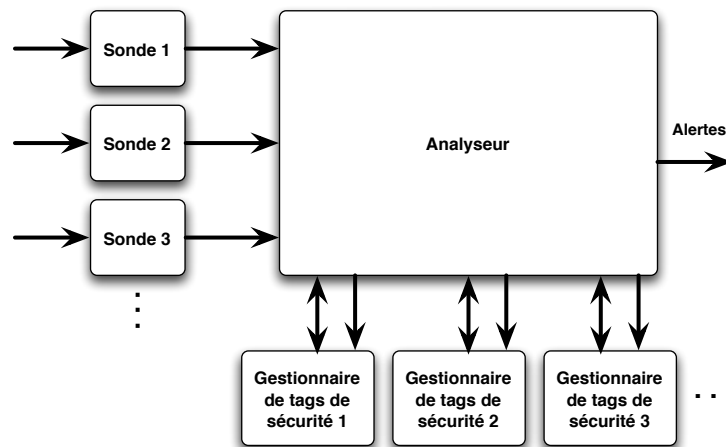 Sonde 1
Sonde 2
Sonde 3
Analyseur
Alertes
Gestionnaire
de tags de
sécurité 1
Gestionnaire
de tags de
sécurité 2
Gestionnaire
de tags de
sécurité 3